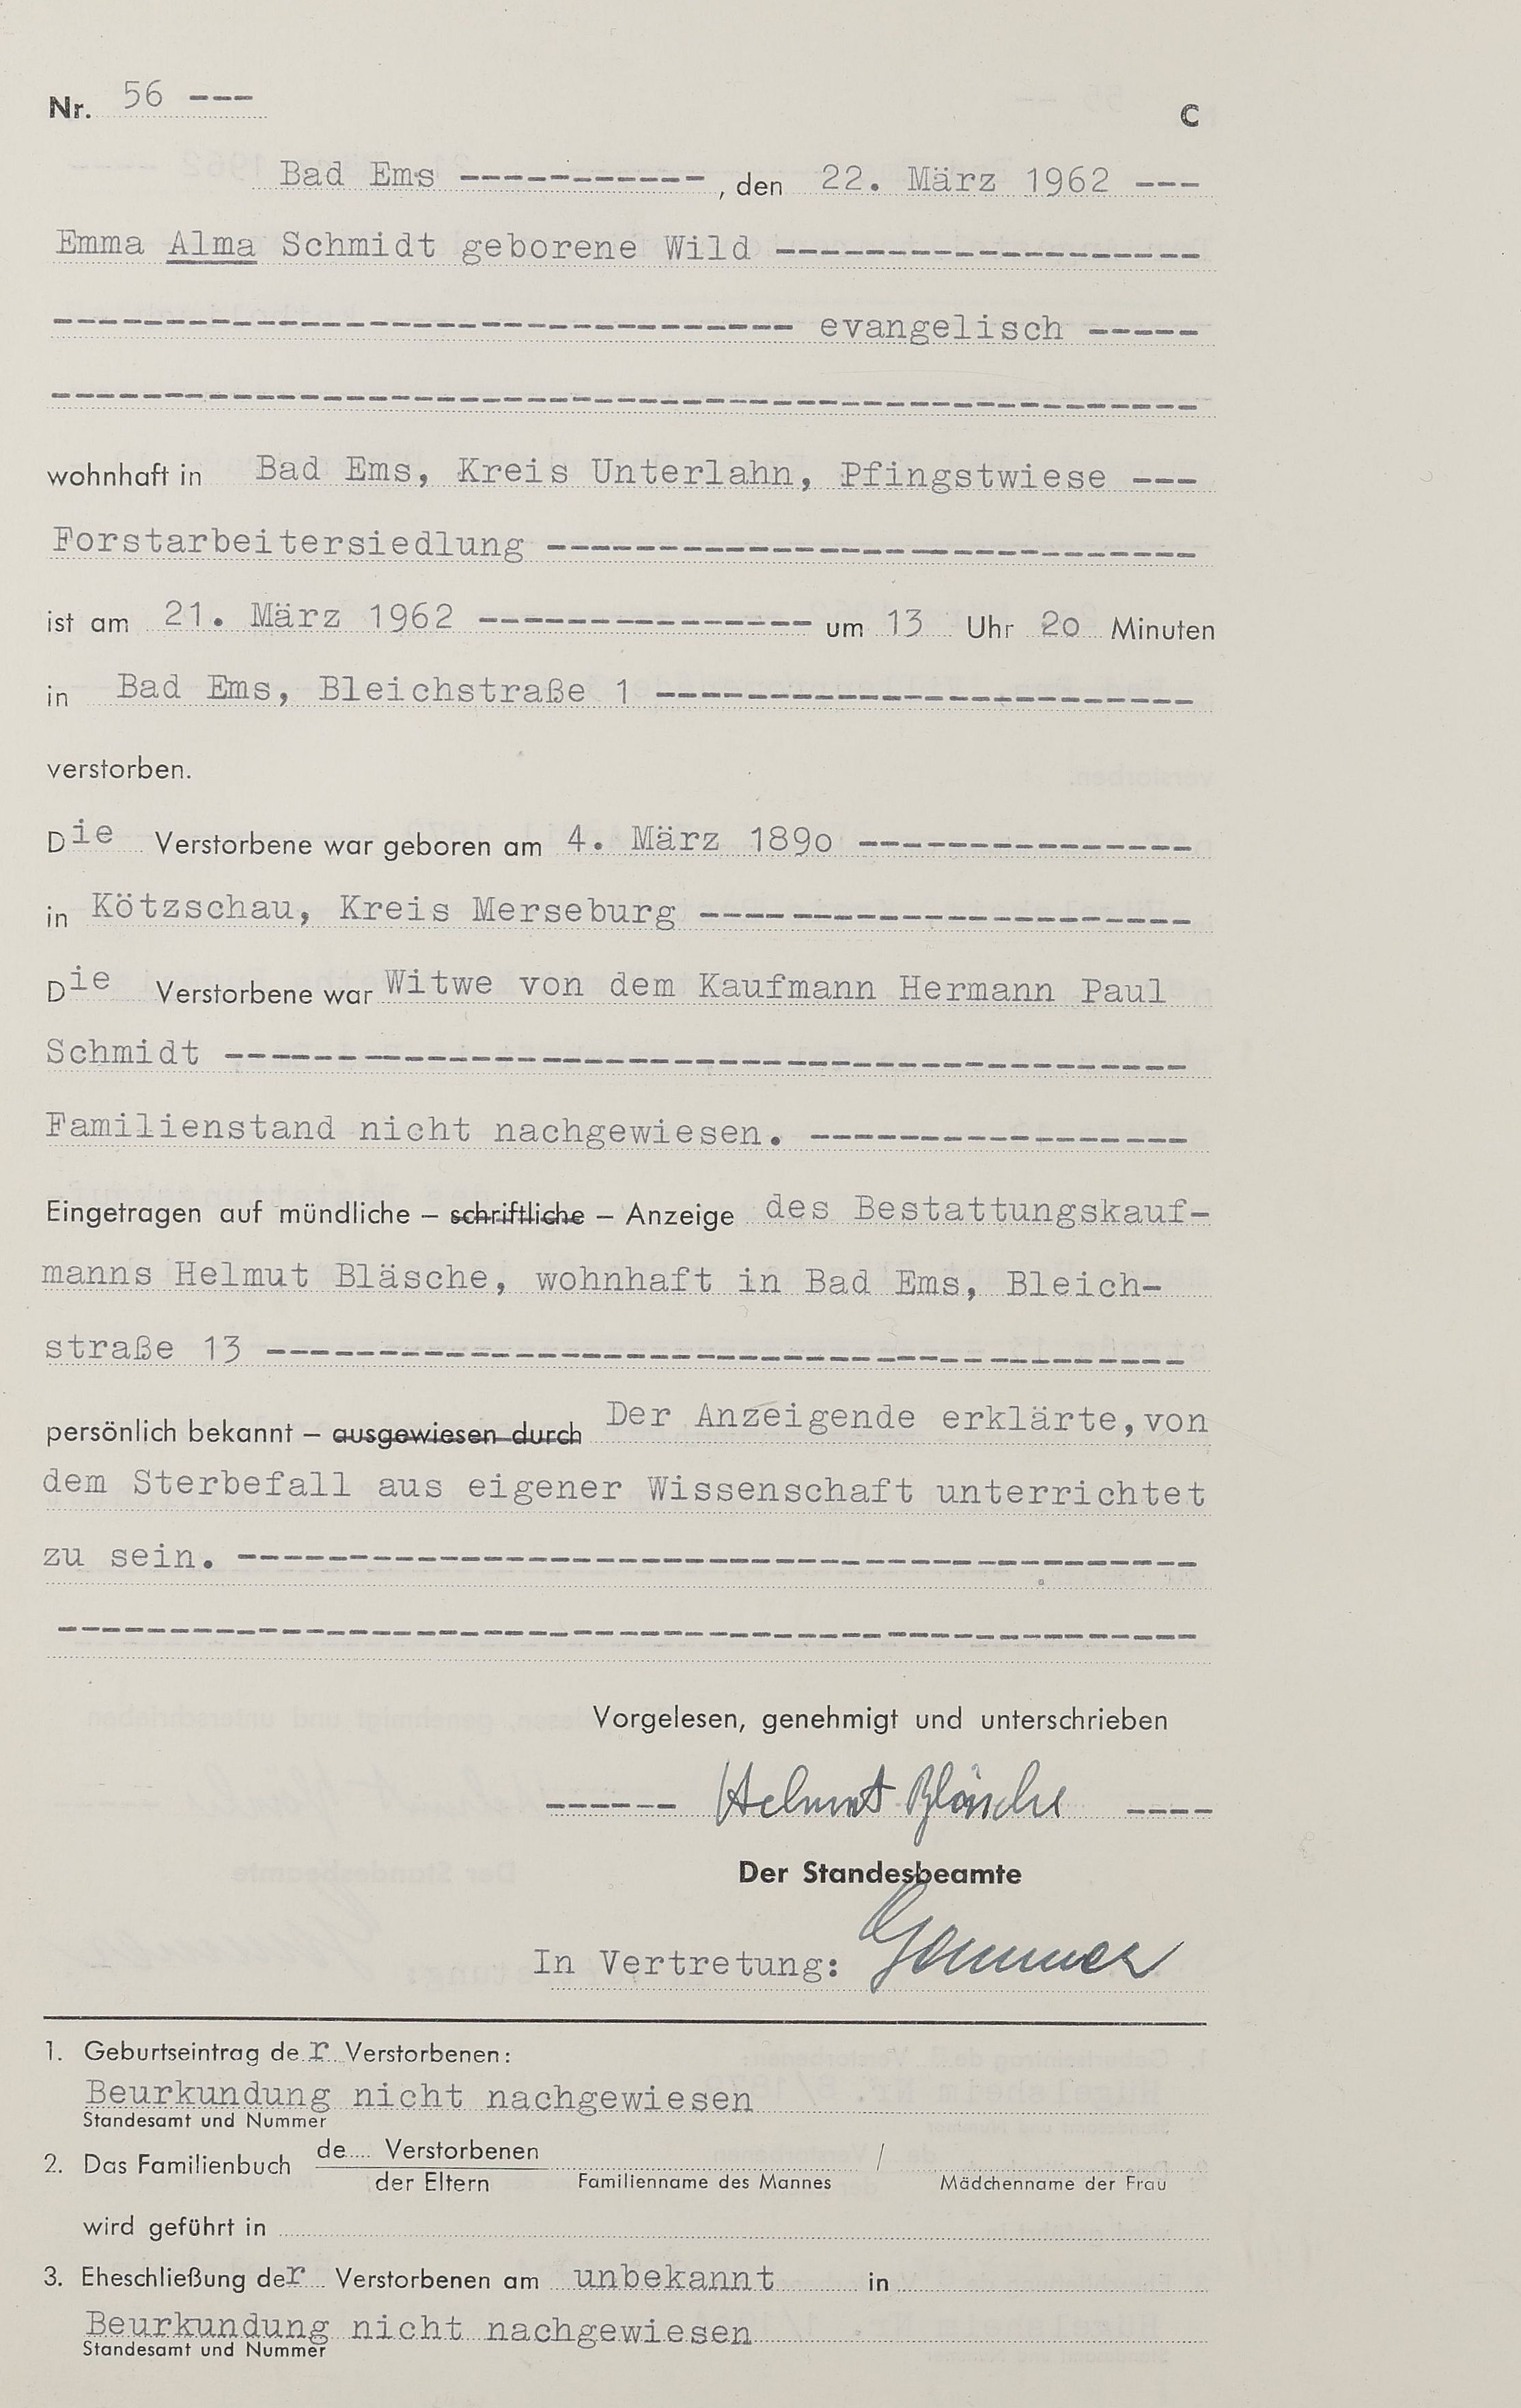 Nr. 56 --- C
Bad Ems -----------, den 22. März 1962 ---
Emma Alma Schmidt geborene Wild -------------------
------------------------------------ evangelisch -----
wohnhaft in Bad Ems, Kreis Unterlahn, Pfingstwiese ---
Forstarbeitersiedlung --------------------------------
ist am 21. März 1962 --------------- um 13 Uhr 20 Minuten
in Bad Ems, Bleichstraße 1 -------------------------
verstorben.
Die Verstorbene war geboren am 4. März 1890 ---------------
in Kötzschau, Kreis Merseburg ----------------------
Die Verstorbene war Witwe von dem Kaufmann Hermann Paul
Schmidt -------------------------------------------
Familienstand nicht nachgewiesen. -----------------
Eingetragen auf mündliche – schriftliche – Anzeige des Bestattungskauf-
manns Helmut Bläsche, wohnhaft in Bad Ems, Bleich-
straße 13 ------------------------------------------
persönlich bekannt – ausgewiesen durch Der Anzeigende erklärte, von
dem Sterbefall aus eigener Wissenschaft unterrichtet
zu sein. -------------------------------------------
Vorgelesen, genehmigt und unterschrieben
------ Helmut Bläsche ----
Der Standesbeamte
In Vertretung:
1. Geburtseintrag der Verstorbenen:
Beurkundung nicht nachgewiesen
Standesamt und Nummer
2. Das Familienbuch de Verstorbenen /
der Eltern Familienname des Mannes Mädchenname der Frau
wird geführt in
3. Eheschließung der Verstorbenen am unbekannt in
Beurkundung nicht nachgewiesen
Standesamt und Nummer